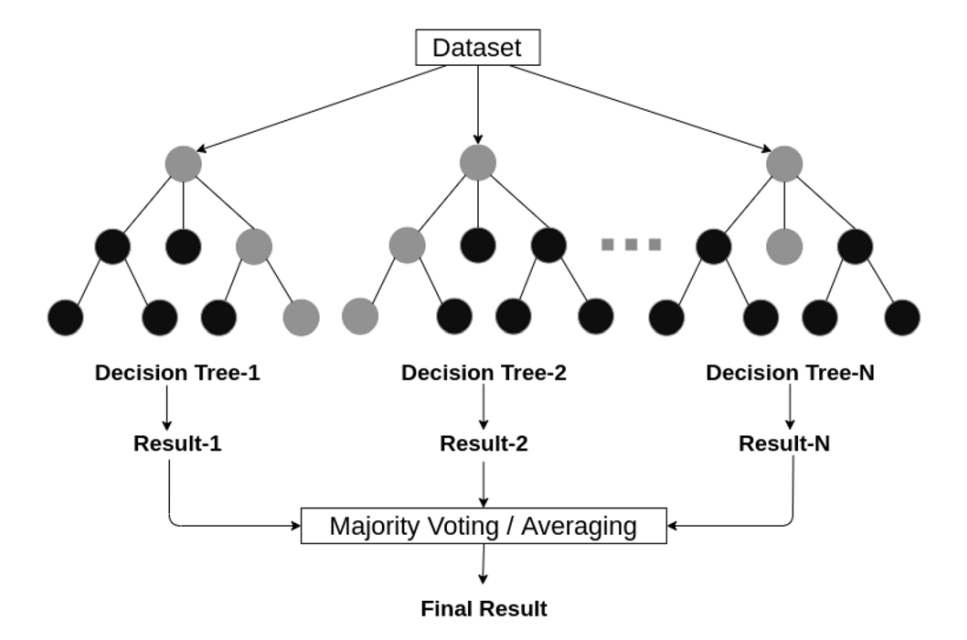 Dataset
Decision Tree-1
Decision Tree-2
Decision Tree-N
Result-1
Result-2
Result-N
Majority Voting / Averaging
Final Result